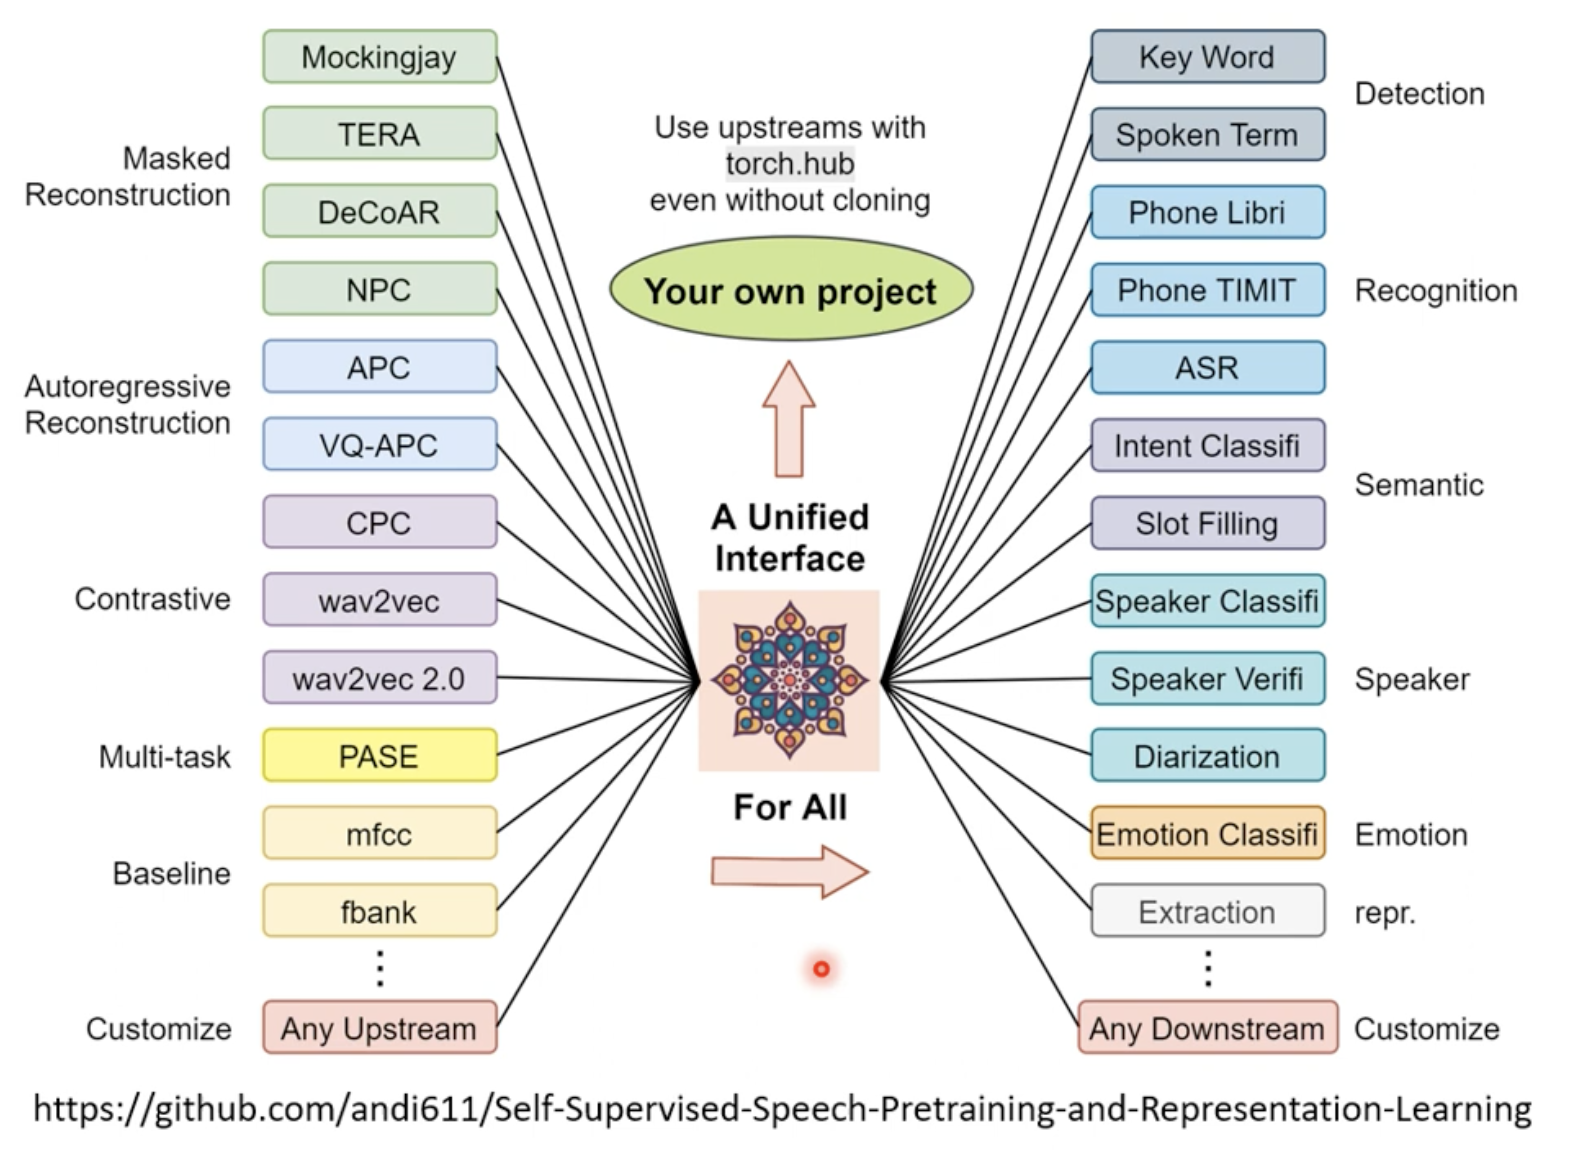 Mockingjay
TERA
Masked
Reconstruction
DeCoAR
NPC
APC
Autoregressive
Reconstruction
VQ-APC
CPC
Contrastive
wav2vec
wav2vec 2.0
Multi-task
PASE
mfcc
Baseline
fbank
Customize
Any Upstream
Use upstreams with
torch.hub
even without cloning
Your own project
A Unified
Interface
For All
Key Word
Detection
Spoken Term
Phone Libri
Phone TIMIT
Recognition
ASR
Intent Classifi
Semantic
Slot Filling
Speaker Classifi
Speaker Verifi
Speaker
Diarization
Emotion Classifi
Emotion
Extraction
repr.
Any Downstream
Customize
https://github.com/andi611/Self-Supervised-Speech-Pretraining-and-Representation-Learning